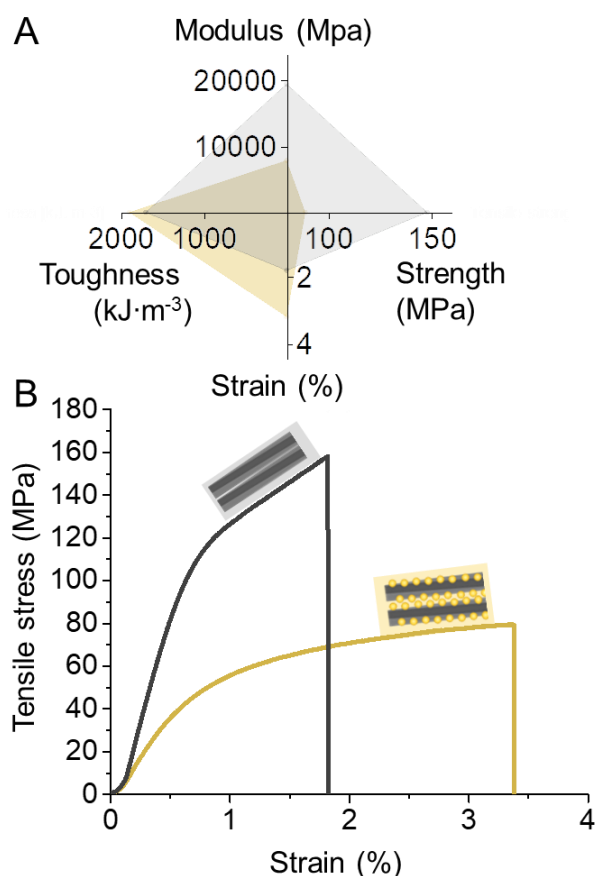 A
Modulus (Mpa)
20000
10000
2000 1000 100 150
Toughness
(kJ·m-3)
Strength
(MPa)
2
4
Strain (%)
B
Tensile stress (MPa)
180
160
140
120
100
80
60
40
20
0
0 1 2 3 4
Strain (%)